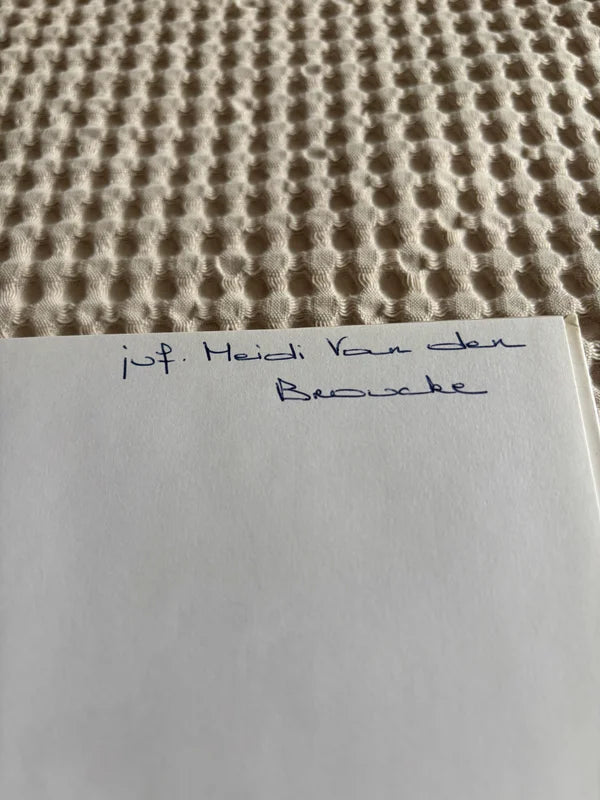 juf. Heidi Van den
Broucke